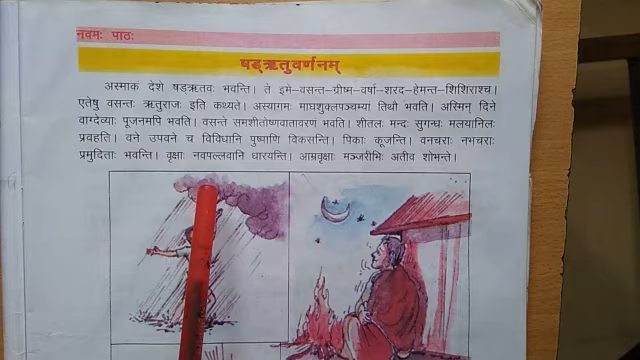 नवमः पाठः
षड्ऋतुवर्णनम्
अस्माकं देशे षड्ऋतवः भवन्ति। ते इमे-वसन्त-ग्रीष्म-वर्षा-शरद-हेमन्त-शिशिराश्च।
एतेषु वसन्तः ऋतुराजः इति कथ्यते। अस्यागमः माघशुक्लपञ्चम्यां तिथौ भवति। अस्मिन् दिने
वाग्देव्याः पूजनमपि भवति। वसन्ते समशीतोष्णवातावरणं भवति। शीतलः मन्दः सुगन्धः मलयानिलः
प्रवहति। वने उपवने च विविधानि पुष्पाणि विकसन्ति। पिकाः कूजन्ति। वनचराः नभचराः
प्रमुदिताः भवन्ति। वृक्षाः नवपल्लवानि धारयन्ति। आम्रवृक्षाः मञ्जरीभिः अतीव शोभन्ते।